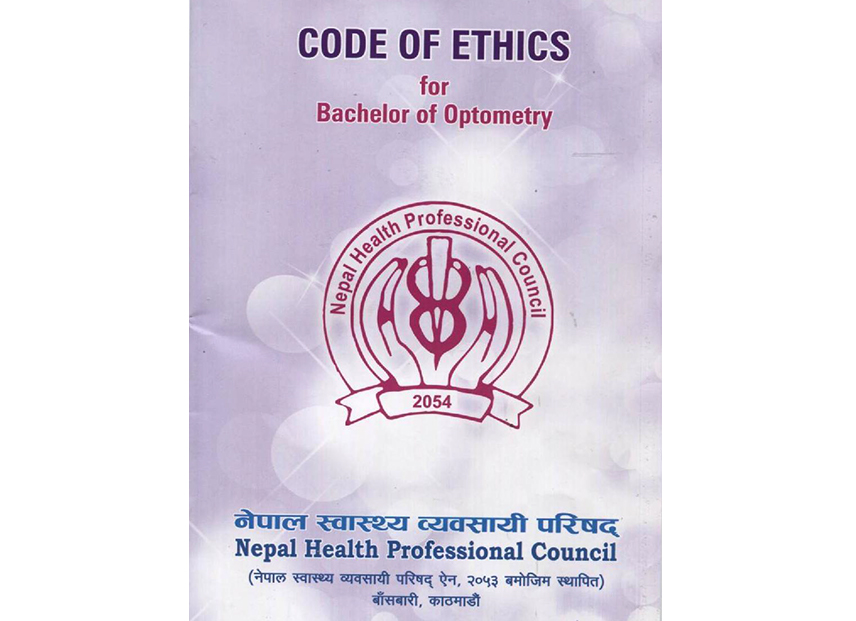 CODE OF ETHICS
for
Bachelor of Optometry
Nepal Health Professional Council
2054
नेपाल स्वास्थ्य व्यवसायी परिषद्
Nepal Health Professional Council
(नेपाल स्वास्थ्य व्यवसायी परिषद् ऐन, २०५३ बमोजिम स्थापित)
बाँसबारी, काठमाडौं